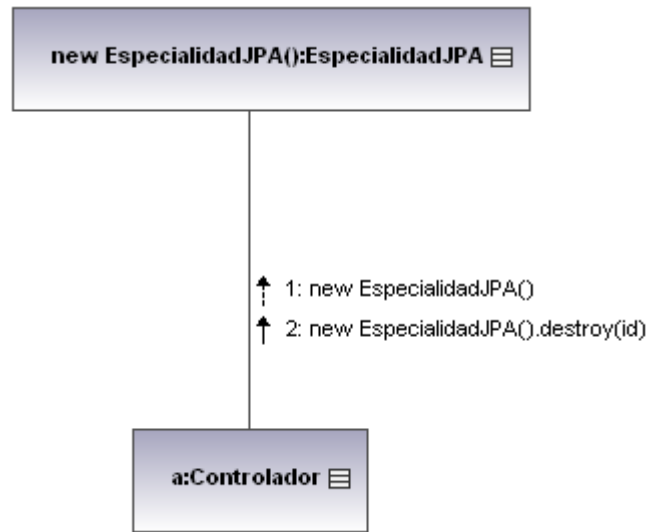 new EspecialidadJPA():EspecialidadJPA
1: new EspecialidadJPA()
2: new EspecialidadJPA().destroy(id)
a:Controlador